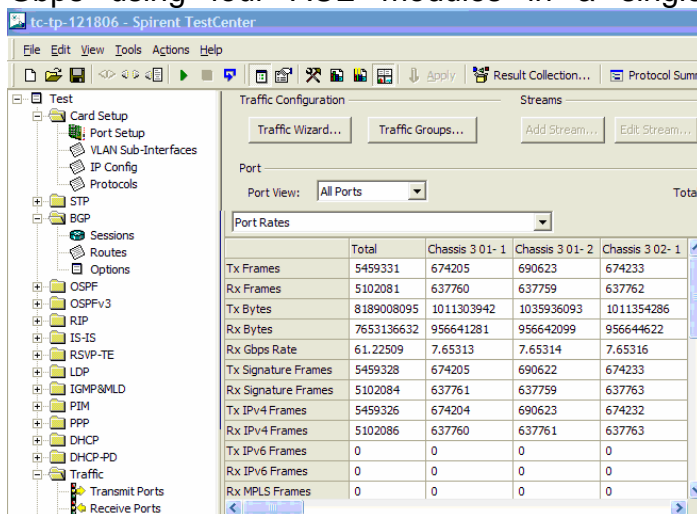 Gbps using four RSE modules in a single
tc-tp-121806 - Spirent TestCenter
File Edit View Tools Actions Help
Apply Result Collection... Protocol Sum
Test
Card Setup
Port Setup
VLAN Sub-Interfaces
IP Config
Protocols
STP
BGP
Sessions
Routes
Options
OSPF
OSPFv3
RIP
IS-IS
RSVP-TE
LDP
IGMP&MLD
PIM
PPP
DHCP
DHCP-PD
Traffic
Transmit Ports
Receive Ports
Traffic Configuration Streams
Traffic Wizard... Traffic Groups... Add Stream... Edit Stream...
Port
Port View: All Ports Tota
Port Rates
Total Chassis 3 01- 1 Chassis 3 01- 2 Chassis 3 02- 1
Tx Frames 5459331 674205 690623 674233
Rx Frames 5102081 637760 637759 637762
Tx Bytes 8189008095 1011303942 1035936093 1011354286
Rx Bytes 7653136632 956641281 956642099 956644622
Rx Gbps Rate 61.22509 7.65313 7.65314 7.65316
Tx Signature Frames 5459328 674205 690622 674233
Rx Signature Frames 5102084 637761 637759 637763
Tx IPv4 Frames 5459326 674204 690623 674232
Rx IPv4 Frames 5102086 637760 637761 637763
Tx IPv6 Frames 0 0 0 0
Rx IPv6 Frames 0 0 0 0
Rx MPLS Frames 0 0 0 0